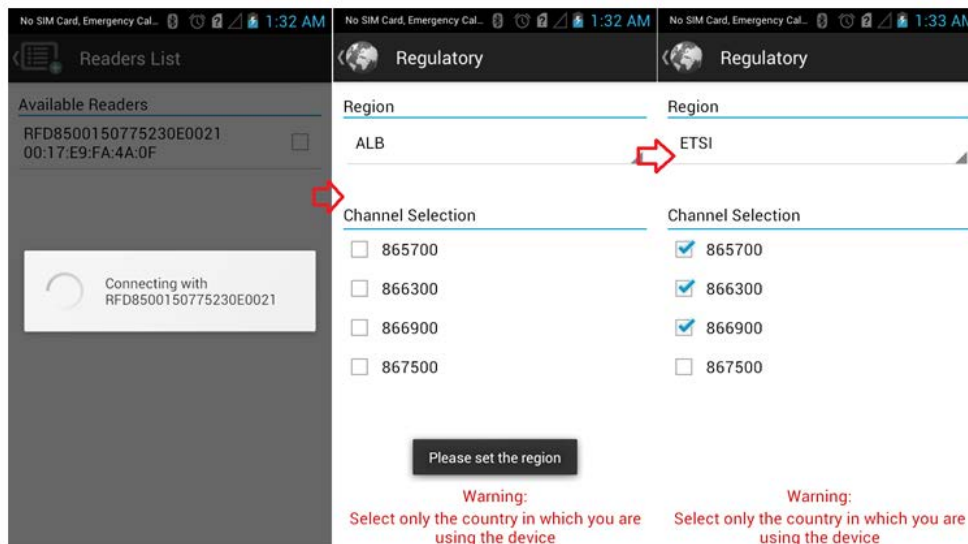 No SIM Card, Emergency Cal... 1:32 AM
Readers List
Available Readers
RFD8500150775230E0021
00:17:E9:FA:4A:0F
Connecting with
RFD8500150775230E0021
No SIM Card, Emergency Cal... 1:32 AM
Regulatory
Region
ALB
Channel Selection
865700
866300
866900
867500
Please set the region
Warning:
Select only the country in which you are
using the device
No SIM Card, Emergency Cal... 1:33 AM
Regulatory
Region
ETSI
Channel Selection
865700
866300
866900
867500
Warning:
Select only the country in which you are
using the device